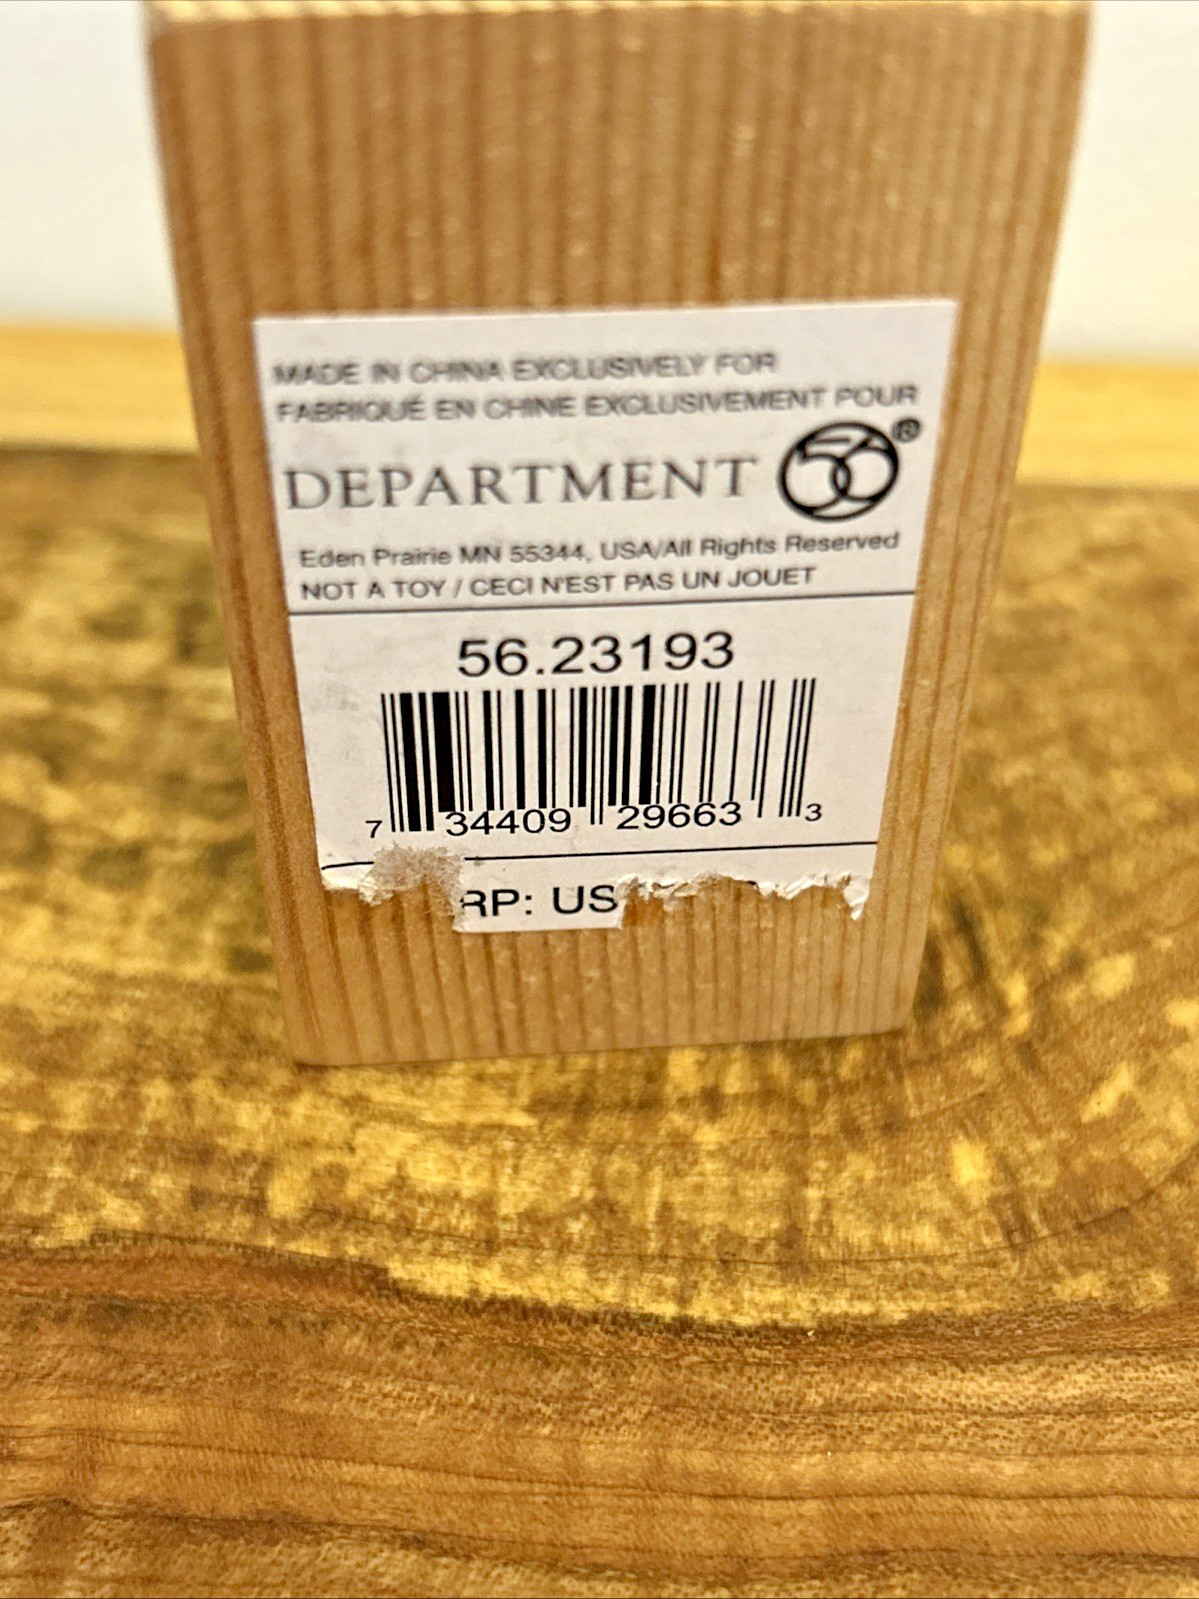 MADE IN CHINA EXCLUSIVELY FOR
FABRIQUÉ EN CHINE EXCLUSIVEMENT POUR
DEPARTMENT 56®
Eden Prairie MN 55344, USA/All Rights Reserved
NOT A TOY / CECI N'EST PAS UN JOUET
56.23193
7 34409 29663 3
RP: US